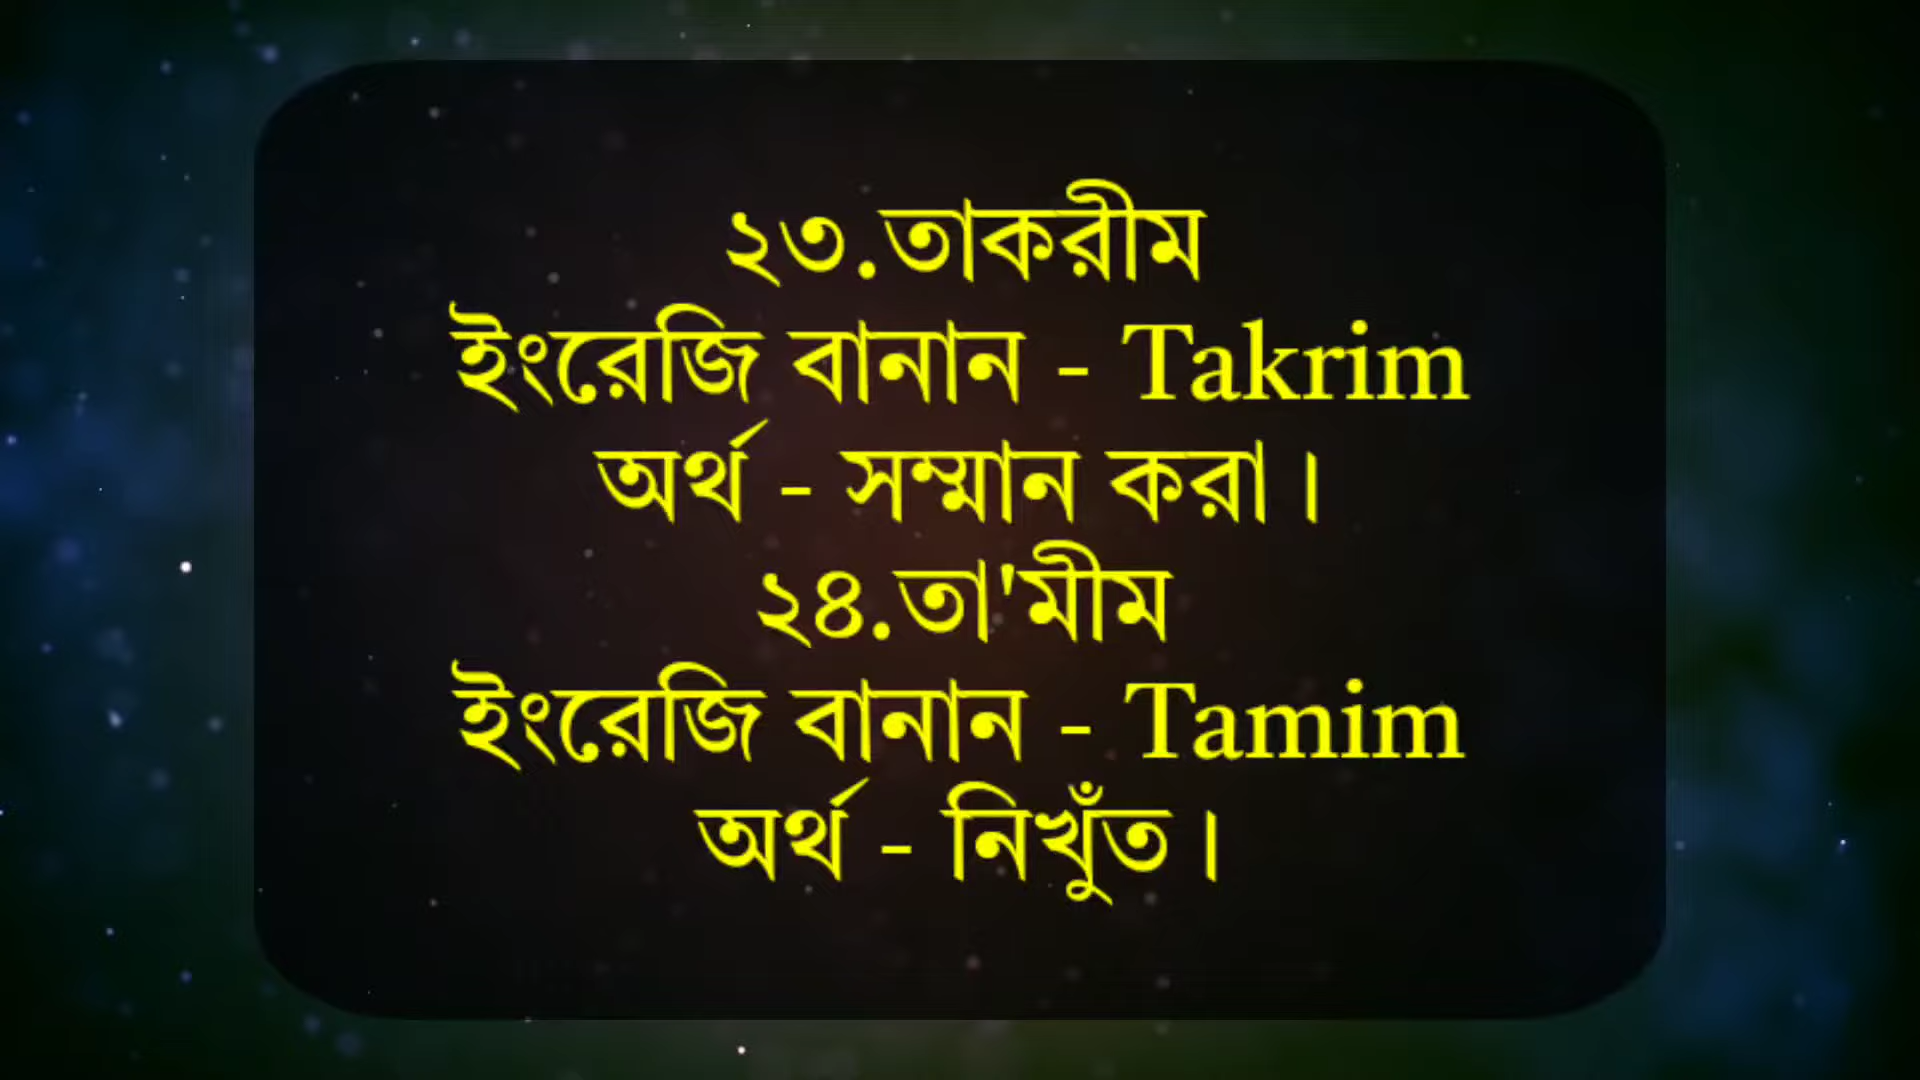 ২৩.তাকরীম
ইংরেজি বানান - Takrim
অর্থ - সম্মান করা।
২৪.তা'মীম
ইংরেজি বানান - Tamim
অর্থ - নিখুঁত।